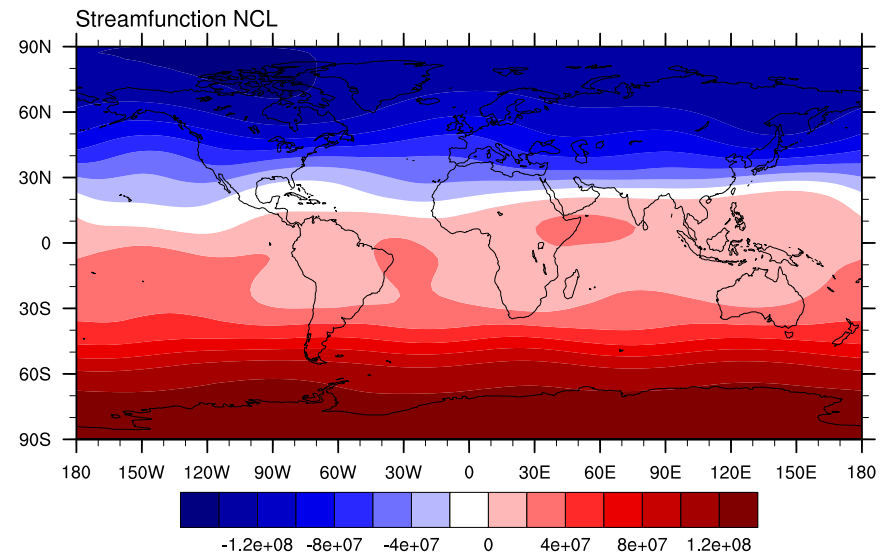 Streamfunction NCL
90N
60N
30N
0
30S
60S
90S
180 150W 120W 90W 60W 30W 0 30E 60E 90E 120E 150E 180
-1.2e+08 -8e+07 -4e+07 0 4e+07 8e+07 1.2e+08